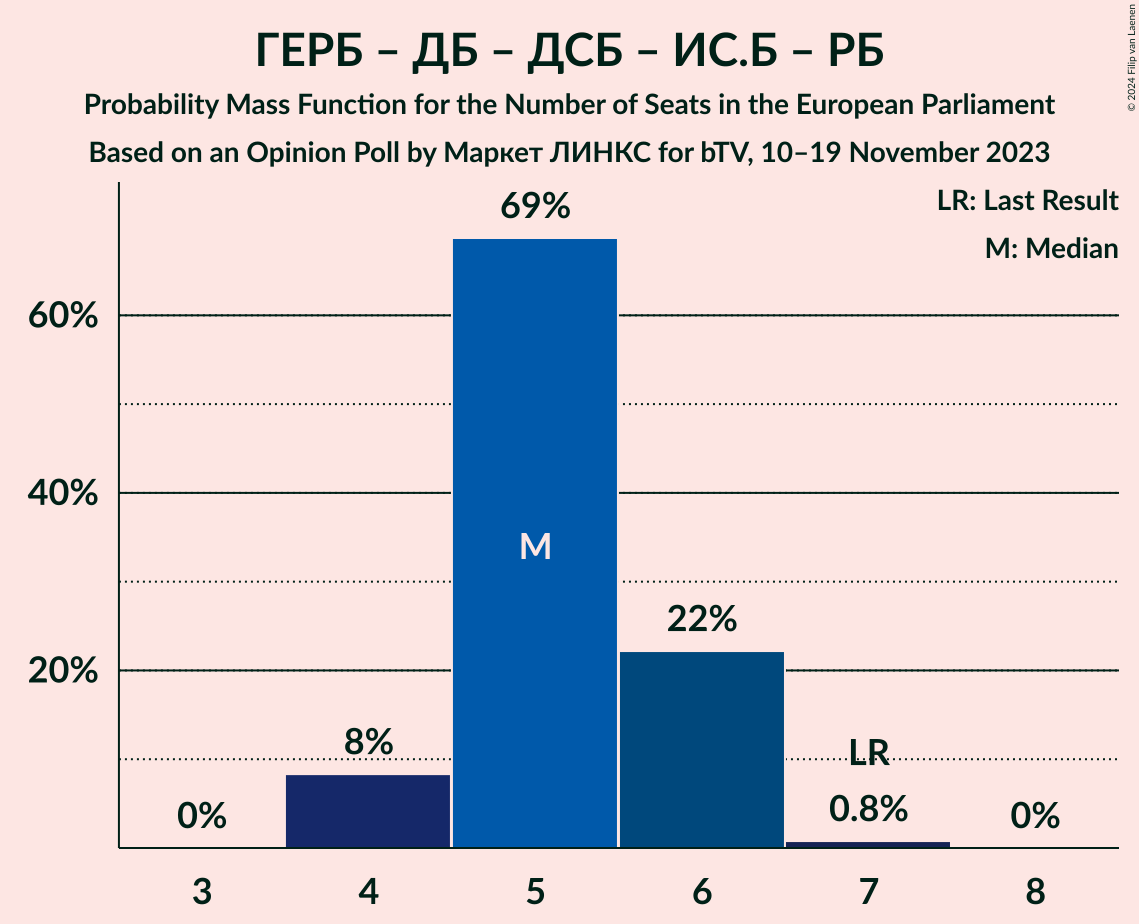 ГЕРБ – ДБ – ДСБ – ИС.Б – РБ
Probability Mass Function for the Number of Seats in the European Parliament
Based on an Opinion Poll by Маркет ЛИНКС for bTV, 10–19 November 2023
© 2024 Filip van Laenen
LR: Last Result
M: Median
60%
40%
20%
0%
8%
69%
M
22%
LR
0.8%
0%
3 4 5 6 7 8